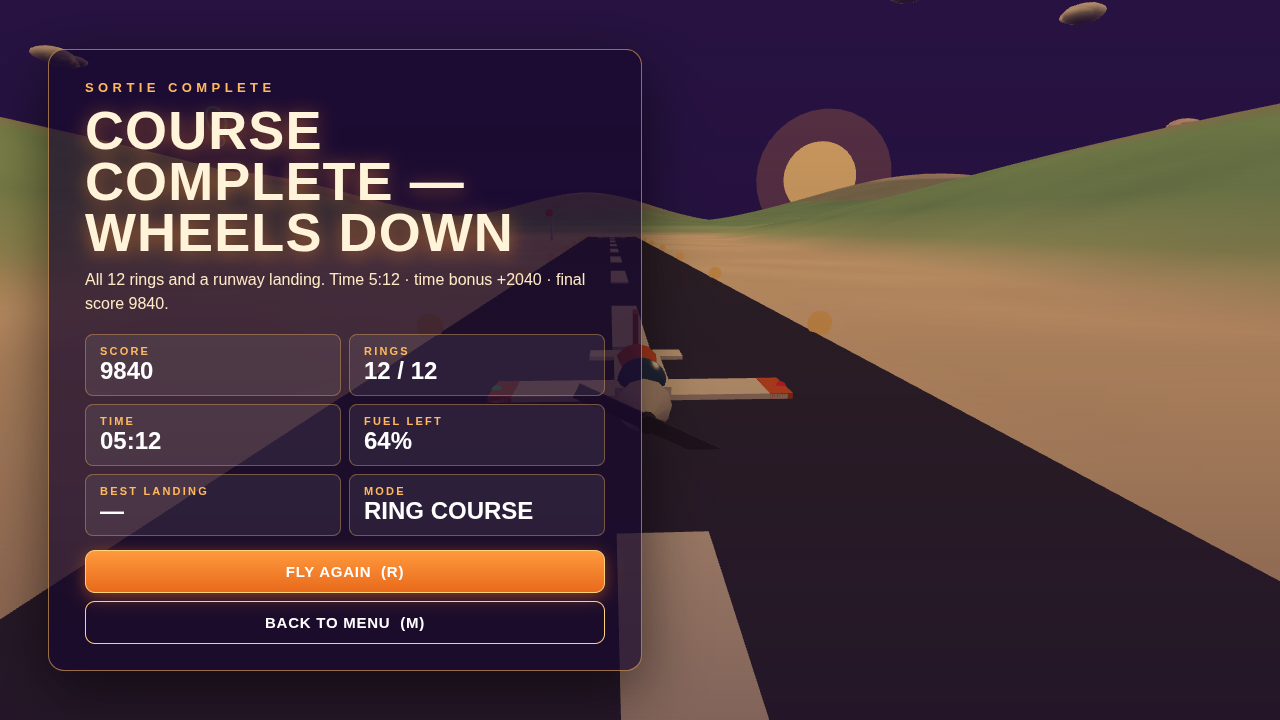 SORTIE COMPLETE
COURSE
COMPLETE —
WHEELS DOWN
All 12 rings and a runway landing. Time 5:12 · time bonus +2040 · final
score 9840.
SCORE
9840
RINGS
12 / 12
TIME
05:12
FUEL LEFT
64%
BEST LANDING
—
MODE
RING COURSE
FLY AGAIN (R)
BACK TO MENU (M)